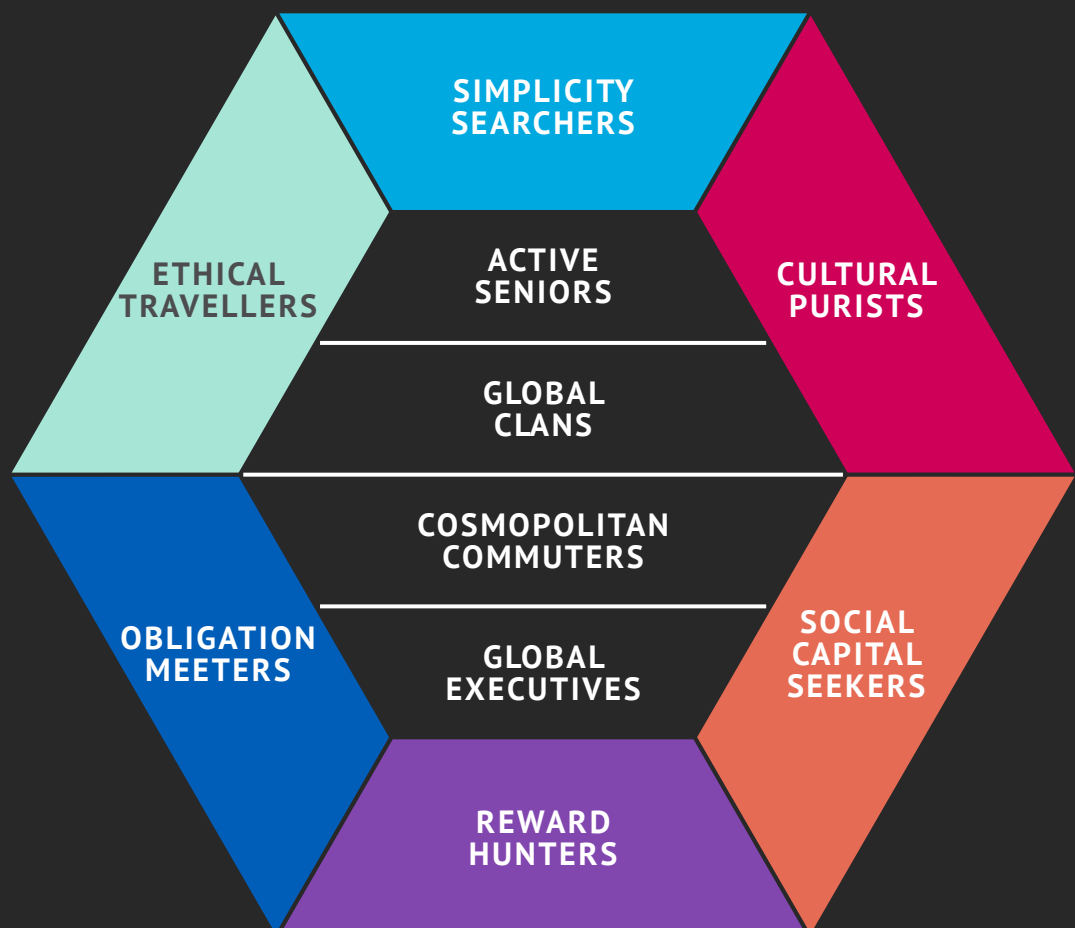 SIMPLICITY
SEARCHERS
ETHICAL
TRAVELLERS
ACTIVE
SENIORS
CULTURAL
PURISTS
GLOBAL
CLANS
COSMOPOLITAN
COMMUTERS
OBLIGATION
MEETERS
GLOBAL
EXECUTIVES
SOCIAL
CAPITAL
SEEKERS
REWARD
HUNTERS